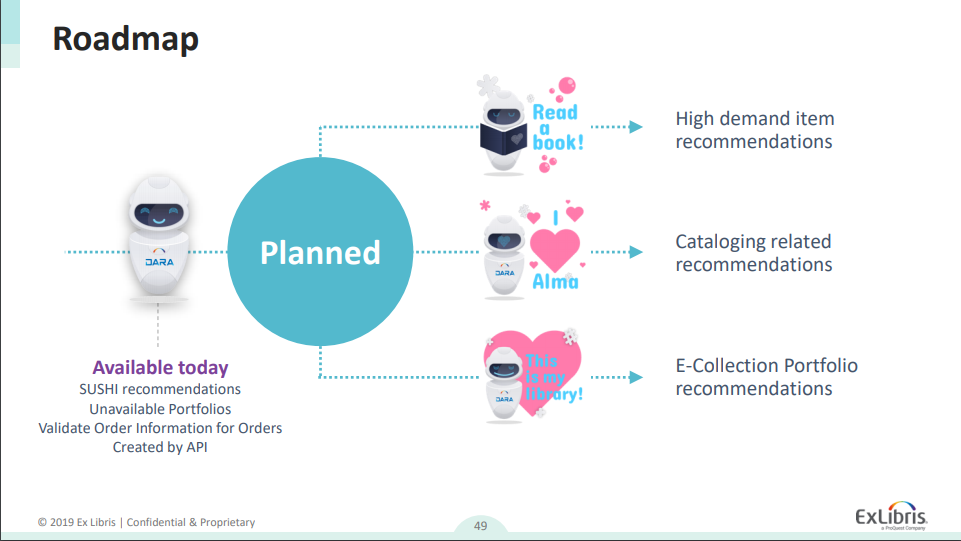 Roadmap
Read
a
book!
High demand item
recommendations
DARA
Planned
I
Alma
DARA
Cataloging related
recommendations
Available today
SUSHI recommendations
Unavailable Portfolios
Validate Order Information for Orders
Created by API
This
is my
library!
DARA
E-Collection Portfolio
recommendations
© 2019 Ex Libris | Confidential & Proprietary
49
ExLibris
a ProQuest Company